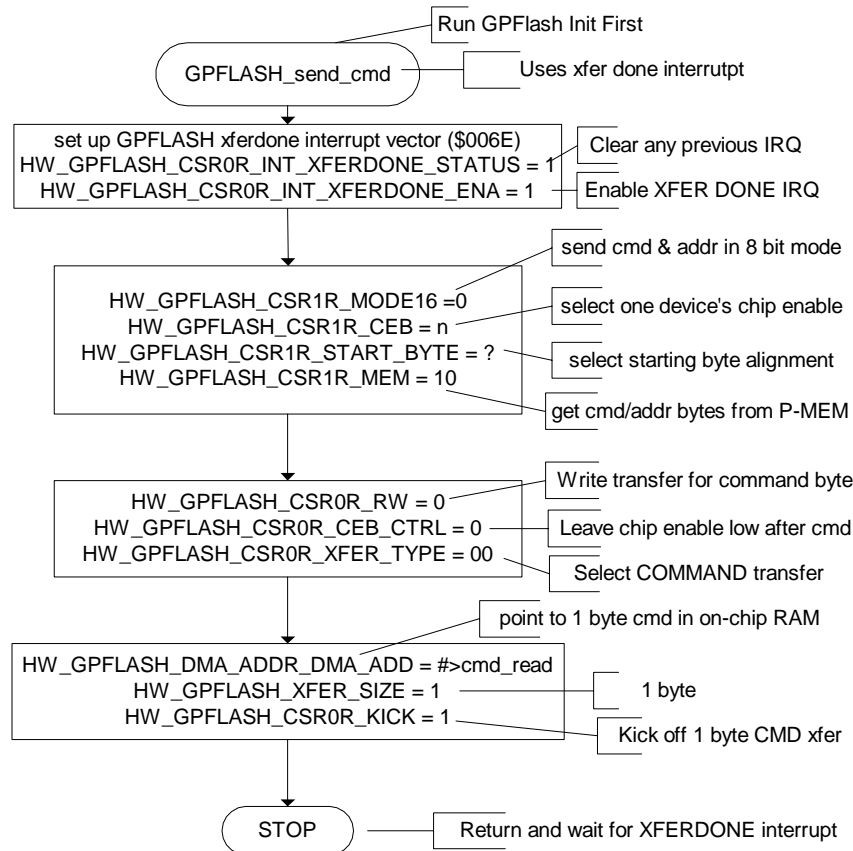 Run GPFlash Init First
GPFLASH_send_cmd
Uses xfer done interrutpt
set up GPFLASH xferdone interrupt vector ($006E)
HW_GPFLASH_CSR0R_INT_XFERDONE_STATUS = 1
HW_GPFLASH_CSR0R_INT_XFERDONE_ENA = 1
Clear any previous IRQ
Enable XFER DONE IRQ
send cmd & addr in 8 bit mode
HW_GPFLASH_CSR1R_MODE16 =0
HW_GPFLASH_CSR1R_CEB = n
HW_GPFLASH_CSR1R_START_BYTE = ?
HW_GPFLASH_CSR1R_MEM = 10
select one device's chip enable
select starting byte alignment
get cmd/addr bytes from P-MEM
HW_GPFLASH_CSR0R_RW = 0
HW_GPFLASH_CSR0R_CEB_CTRL = 0
HW_GPFLASH_CSR0R_XFER_TYPE = 00
Write transfer for command byte
Leave chip enable low after cmd
Select COMMAND transfer
point to 1 byte cmd in on-chip RAM
HW_GPFLASH_DMA_ADDR_DMA_ADD = #>cmd_read
HW_GPFLASH_XFER_SIZE = 1
HW_GPFLASH_CSR0R_KICK = 1
1 byte
Kick off 1 byte CMD xfer
STOP
Return and wait for XFERDONE interrupt